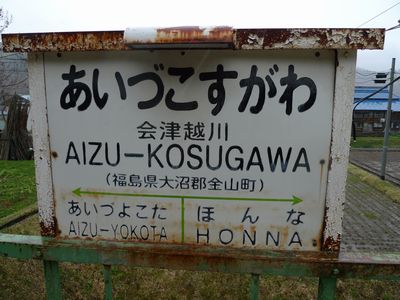 あいづこすがわ
会津越川
AIZU-KOSUGAWA
(福島県大沼郡金山町)
あいづよこた ほんな
AIZU-YOKOTA HONNA